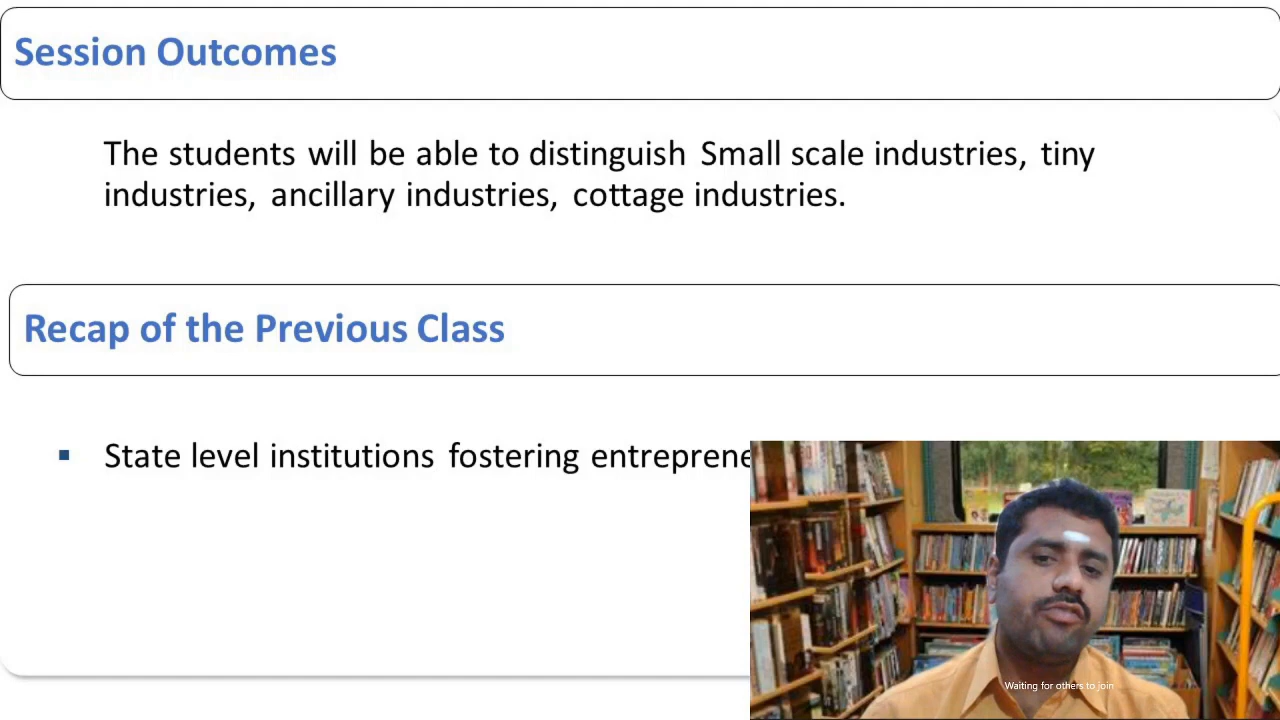 Session Outcomes
The students will be able to distinguish Small scale industries, tiny
industries, ancillary industries, cottage industries.
Recap of the Previous Class
▪ State level institutions fostering entreprene
Waiting for others to join